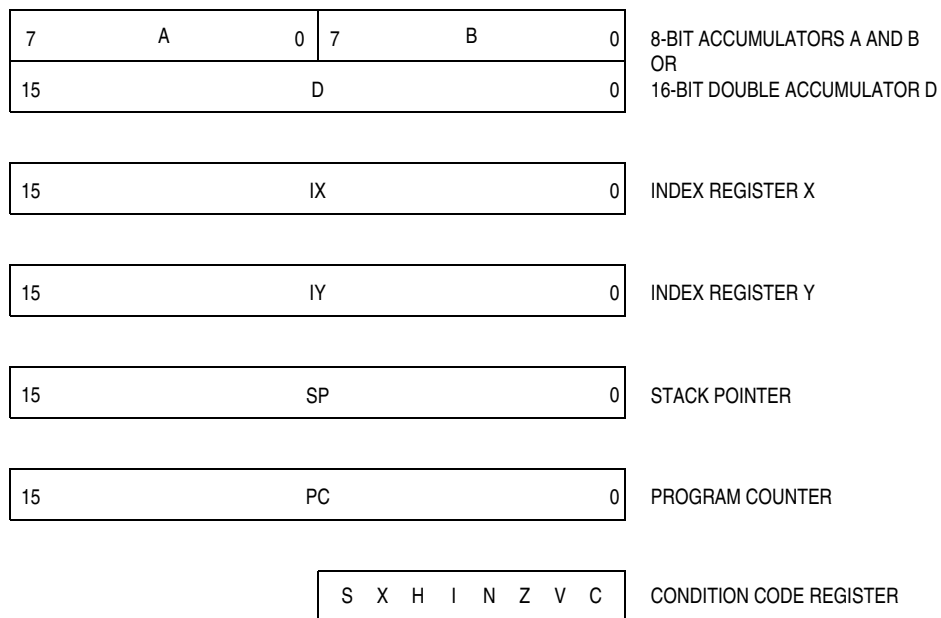 7 A 0 7 B 0 8-BIT ACCUMULATORS A AND B
OR
15 D 0 16-BIT DOUBLE ACCUMULATOR D
15 IX 0 INDEX REGISTER X
15 IY 0 INDEX REGISTER Y
15 SP 0 STACK POINTER
15 PC 0 PROGRAM COUNTER
S X H I N Z V C CONDITION CODE REGISTER